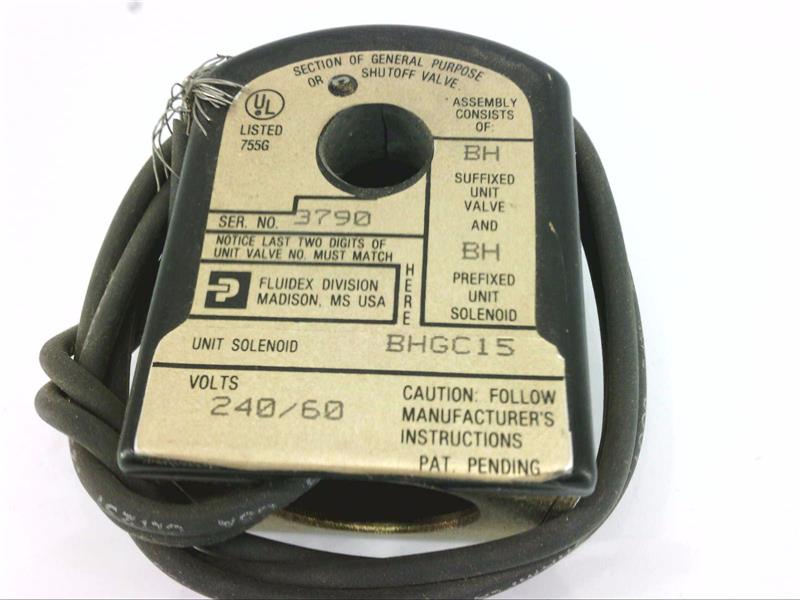 SECTION OF GENERAL PURPOSE
OR SHUTOFF VALVE.
UL
LISTED
755G
ASSEMBLY
CONSISTS
OF:
BH
SUFFIXED
UNIT
VALVE
AND
BH
PREFIXED
UNIT
SOLENOID
SER. NO. 3790
NOTICE LAST TWO DIGITS OF
UNIT VALVE NO. MUST MATCH
HERE
FLUIDEX DIVISION
MADISON, MS USA
UNIT SOLENOID BHGC15
VOLTS
240/60
CAUTION: FOLLOW
MANUFACTURER'S
INSTRUCTIONS
PAT. PENDING